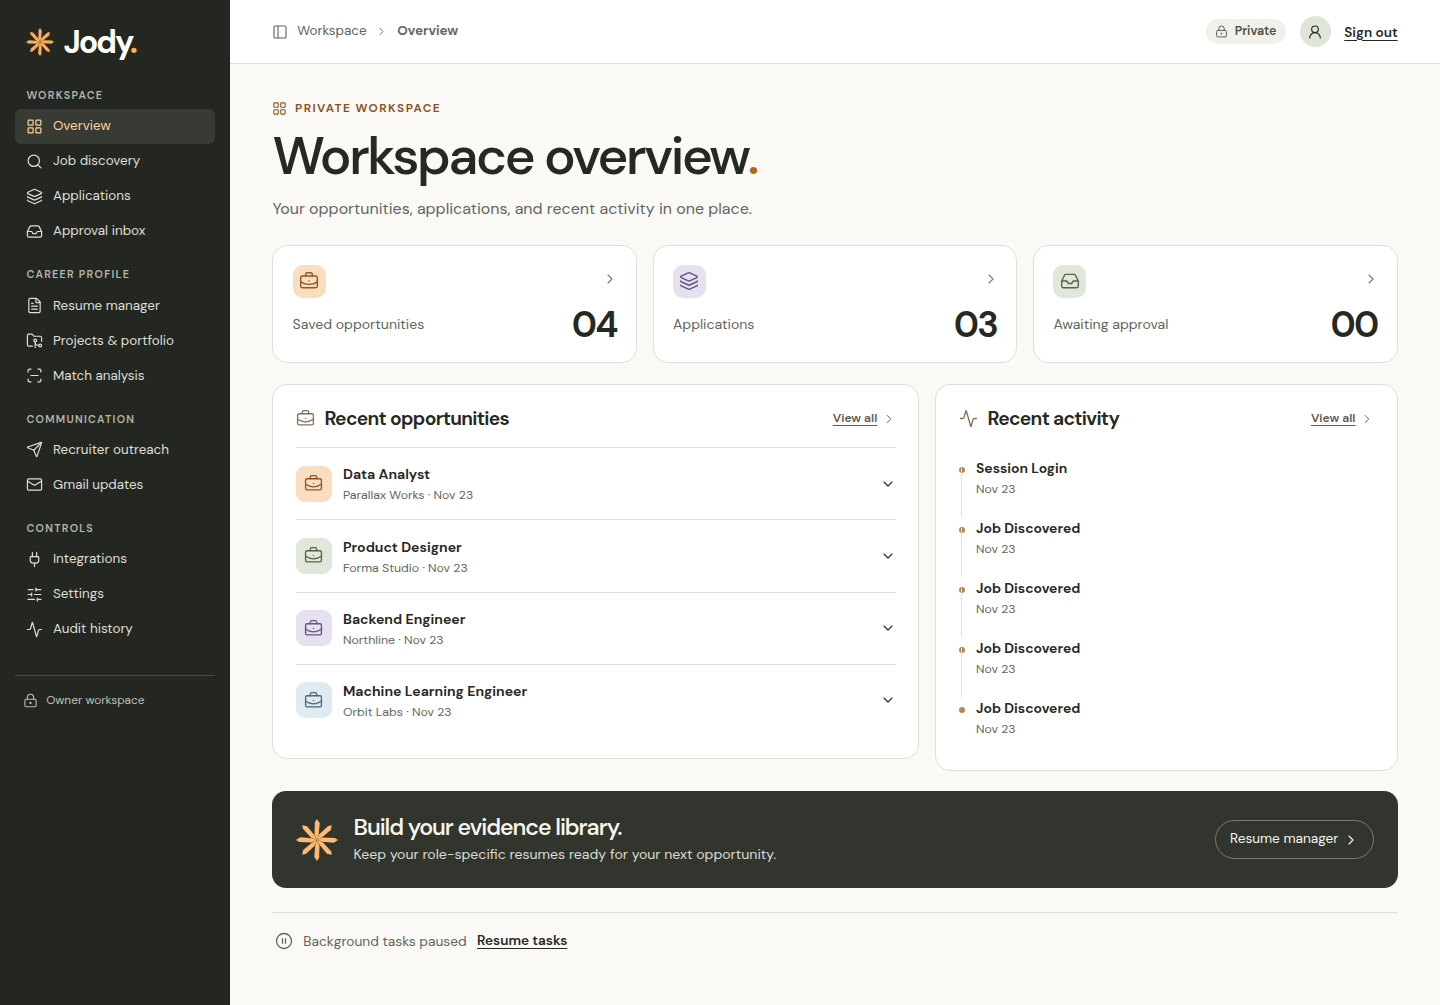 Jody.
WORKSPACE
Overview
Job discovery
Applications
Approval inbox
CAREER PROFILE
Resume manager
Projects & portfolio
Match analysis
COMMUNICATION
Recruiter outreach
Gmail updates
CONTROLS
Integrations
Settings
Audit history
Owner workspace
Workspace > Overview
Private
Sign out
PRIVATE WORKSPACE
Workspace overview.
Your opportunities, applications, and recent activity in one place.
Saved opportunities 04
Applications 03
Awaiting approval 00
Recent opportunities
View all
Data Analyst
Parallax Works · Nov 23
Product Designer
Forma Studio · Nov 23
Backend Engineer
Northline · Nov 23
Machine Learning Engineer
Orbit Labs · Nov 23
Recent activity
View all
Session Login
Nov 23
Job Discovered
Nov 23
Job Discovered
Nov 23
Job Discovered
Nov 23
Job Discovered
Nov 23
Build your evidence library.
Keep your role-specific resumes ready for your next opportunity.
Resume manager
Background tasks paused Resume tasks